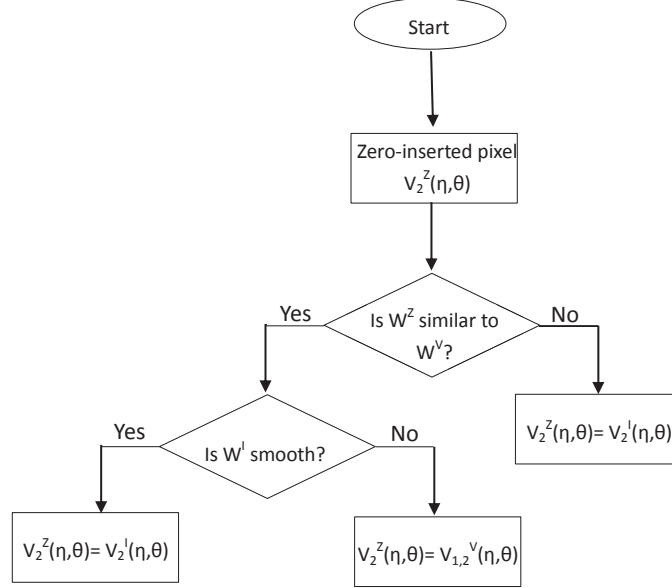 Start
Zero-inserted pixel
V₂ᶻ(η,θ)
Yes
Is Wᶻ similar to
Wⱽ?
No
V₂ᶻ(η,θ)= V₂ᴵ(η,θ)
Yes
Is Wᴵ smooth?
No
V₂ᶻ(η,θ)= V₂ᴵ(η,θ)
V₂ᶻ(η,θ)= V₁,₂ⱽ(η,θ)